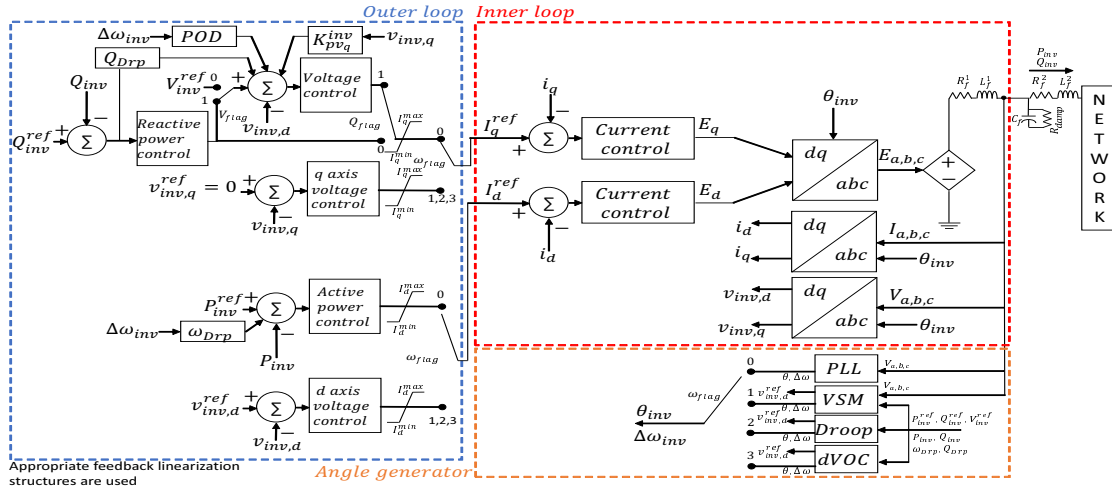 Outer loop
Inner loop
Δω_inv
POD
K_pv_q^inv
v_inv,q
Q_Drp
Q_inv
V_inv^ref
0
1
V_flag
+
Σ
−
v_inv,d
Voltage control
1
Q_flag
0
I_q^max
I_q^min
0
ω_flag
Q_inv^ref
+
Σ
−
Reactive power control
v_inv,q^ref = 0
+
Σ
−
v_inv,q
q axis voltage control
I_q^max
I_q^min
1,2,3
P_inv^ref
+
Σ
−
P_inv
Δω_inv
ω_Drp
Active power control
I_d^max
I_d^min
0
ω_flag
v_inv,d^ref
+
Σ
−
v_inv,d
d axis voltage control
I_d^max
I_d^min
1,2,3
Appropriate feedback linearization
structures are used
I_q^ref
i_q
−
+
Σ
Current control
E_q
I_d^ref
+
Σ
−
i_d
Current control
E_d
θ_inv
dq
abc
E_a,b,c
+
−
R_f^1
L_f^1
P_inv
Q_inv
R_f^2
L_f^2
C_f
R_damp
NETWORK
i_d
i_q
dq
abc
I_a,b,c
θ_inv
v_inv,d
v_inv,q
dq
abc
V_a,b,c
θ_inv
Angle generator
θ_inv
Δω_inv
ω_flag
0
θ, Δω
PLL
V_a,b,c
1
v_inv,d^ref
θ, Δω
VSM
V_a,b,c
2
v_inv,d^ref
θ, Δω
Droop
P_inv^ref, Q_inv^ref, V_inv^ref
P_inv, Q_inv
ω_Drp, Q_Drp
3
v_inv,d^ref
θ, Δω
dVOC